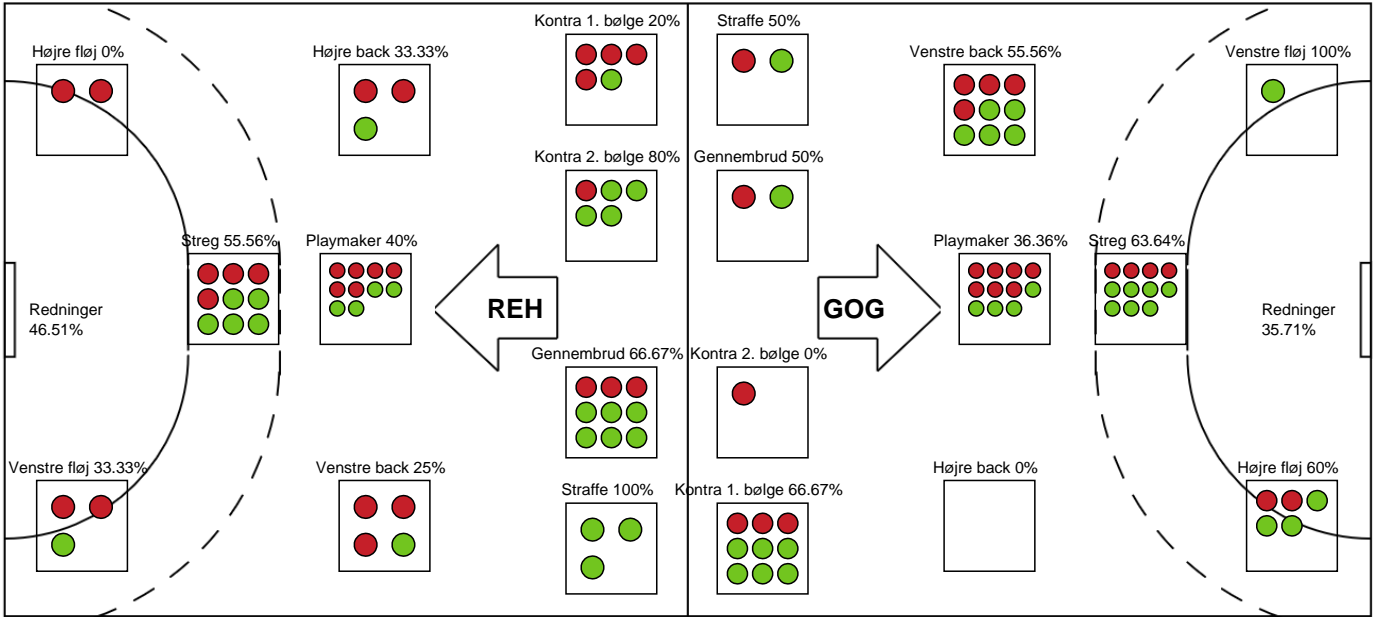 Kontra 1. bølge 20%
Straffe 50%
Højre fløj 0%
Højre back 33.33%
Venstre back 55.56%
Venstre fløj 100%
Kontra 2. bølge 80%
Gennembrud 50%
Streg 55.56%
Playmaker 40%
Playmaker 36.36%
Streg 63.64%
Redninger
46.51%
REH
GOG
Redninger
35.71%
Gennembrud 66.67%
Kontra 2. bølge 0%
Venstre fløj 33.33%
Venstre back 25%
Straffe 100%
Kontra 1. bølge 66.67%
Højre back 0%
Højre fløj 60%